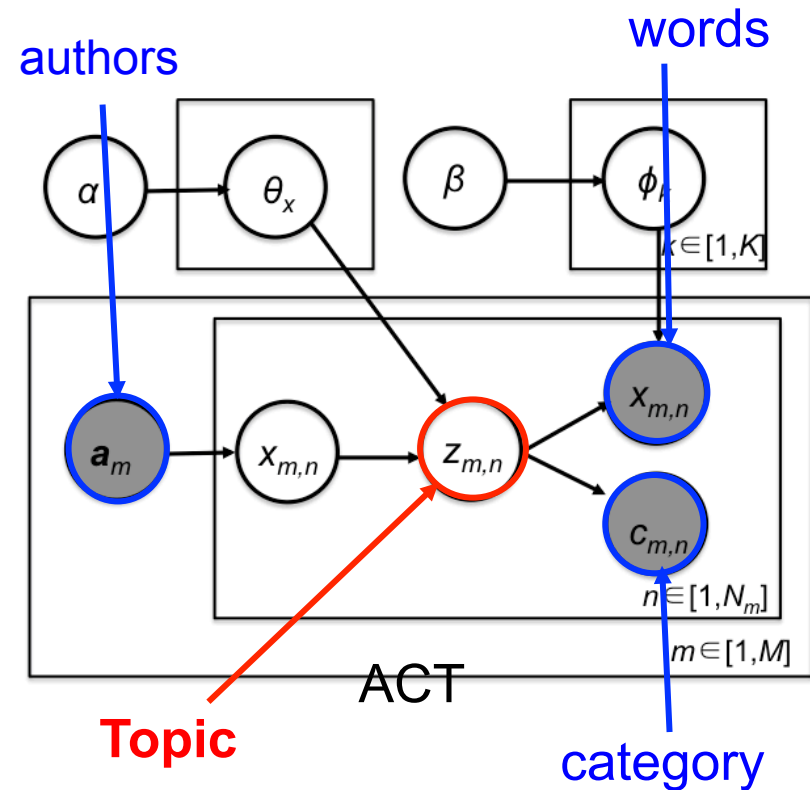 authors
words
α
θx
β
ϕk
k∈[1,K]
am
xm,n
zm,n
xm,n
cm,n
n∈[1,Nm]
m∈[1,M]
ACT
Topic
category